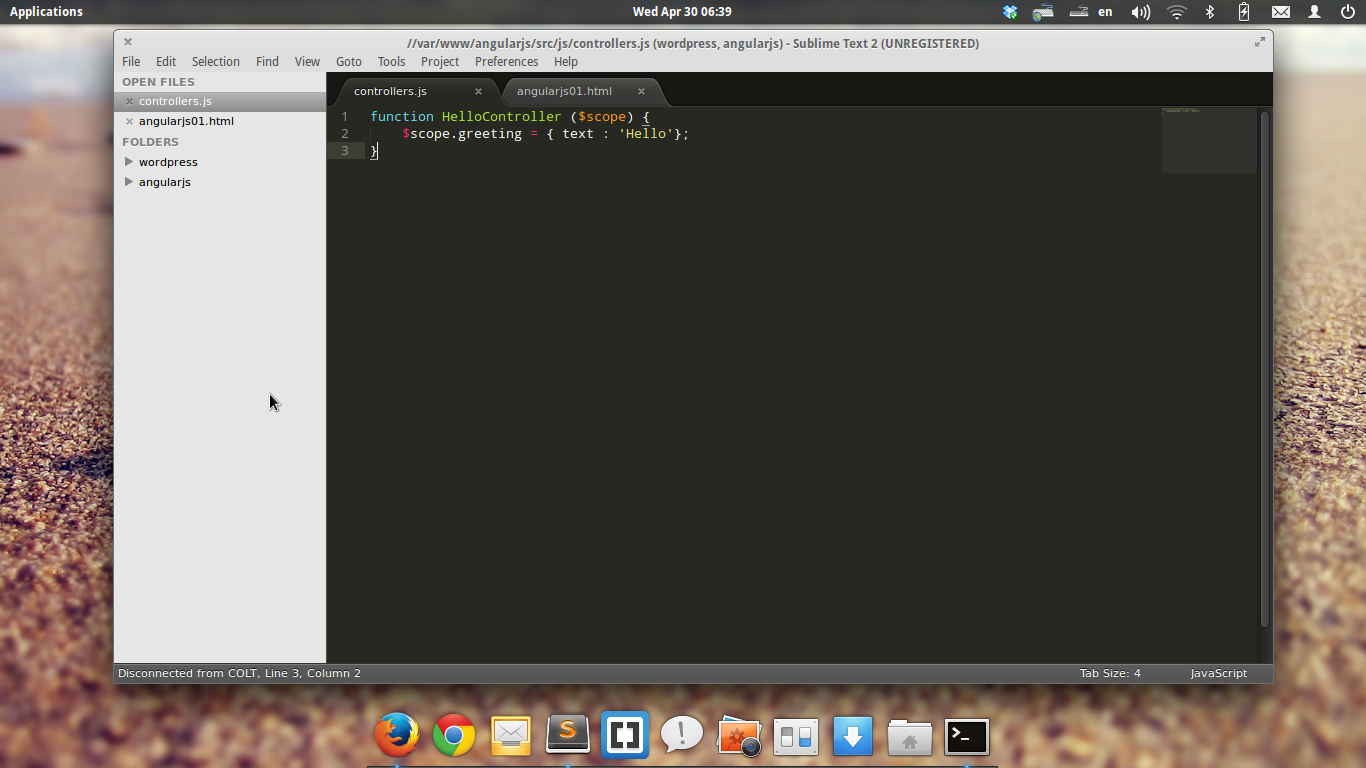 Applications
Wed Apr 30 06:39
en
//var/www/angularjs/src/js/controllers.js (wordpress, angularjs) - Sublime Text 2 (UNREGISTERED)
File Edit Selection Find View Goto Tools Project Preferences Help
OPEN FILES
controllers.js
angularjs01.html
FOLDERS
wordpress
angularjs
controllers.js
angularjs01.html
1 function HelloController ($scope) {
2 $scope.greeting = { text : 'Hello'};
3 }
Disconnected from COLT, Line 3, Column 2
Tab Size: 4
JavaScript